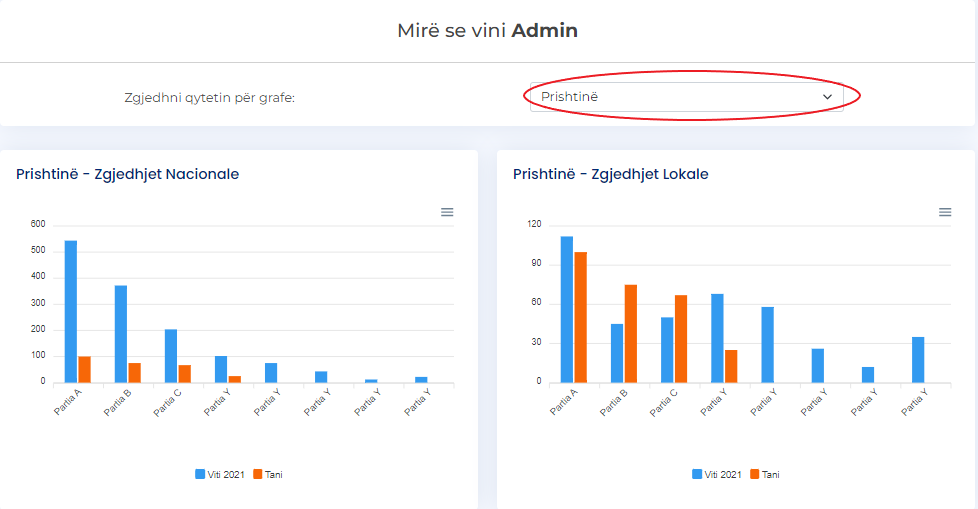 Mirë se vini Admin
Zgjedhni qytetin për grafe:
Prishtinë
Prishtinë - Zgjedhjet Nacionale
600
500
400
300
200
100
0
Partia A
Partia B
Partia C
Partia Y
Partia Y
Partia Y
Partia Y
Partia Y
Viti 2021
Tani
Prishtinë - Zgjedhjet Lokale
120
90
60
30
0
Partia A
Partia B
Partia C
Partia Y
Partia Y
Partia Y
Partia Y
Partia Y
Viti 2021
Tani